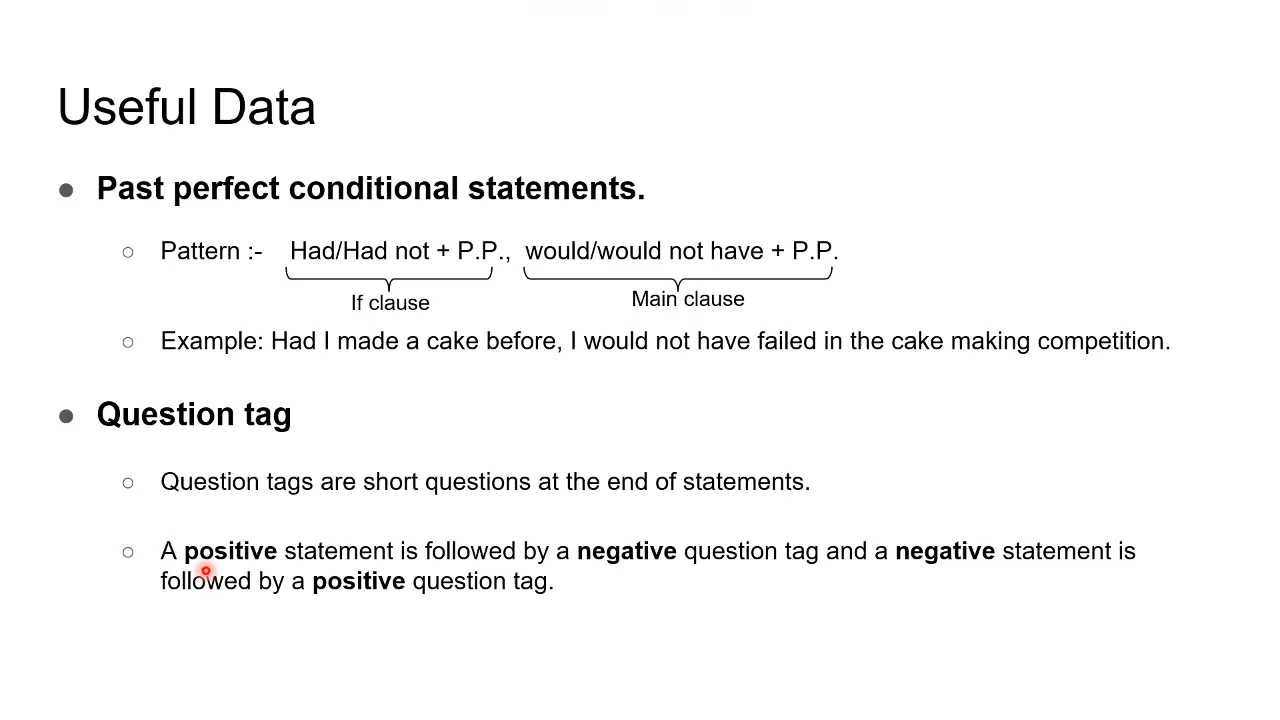 Useful Data
● Past perfect conditional statements.
○ Pattern :- Had/Had not + P.P., would/would not have + P.P.
If clause Main clause
○ Example: Had I made a cake before, I would not have failed in the cake making competition.
● Question tag
○ Question tags are short questions at the end of statements.
○ A positive statement is followed by a negative question tag and a negative statement is
followed by a positive question tag.